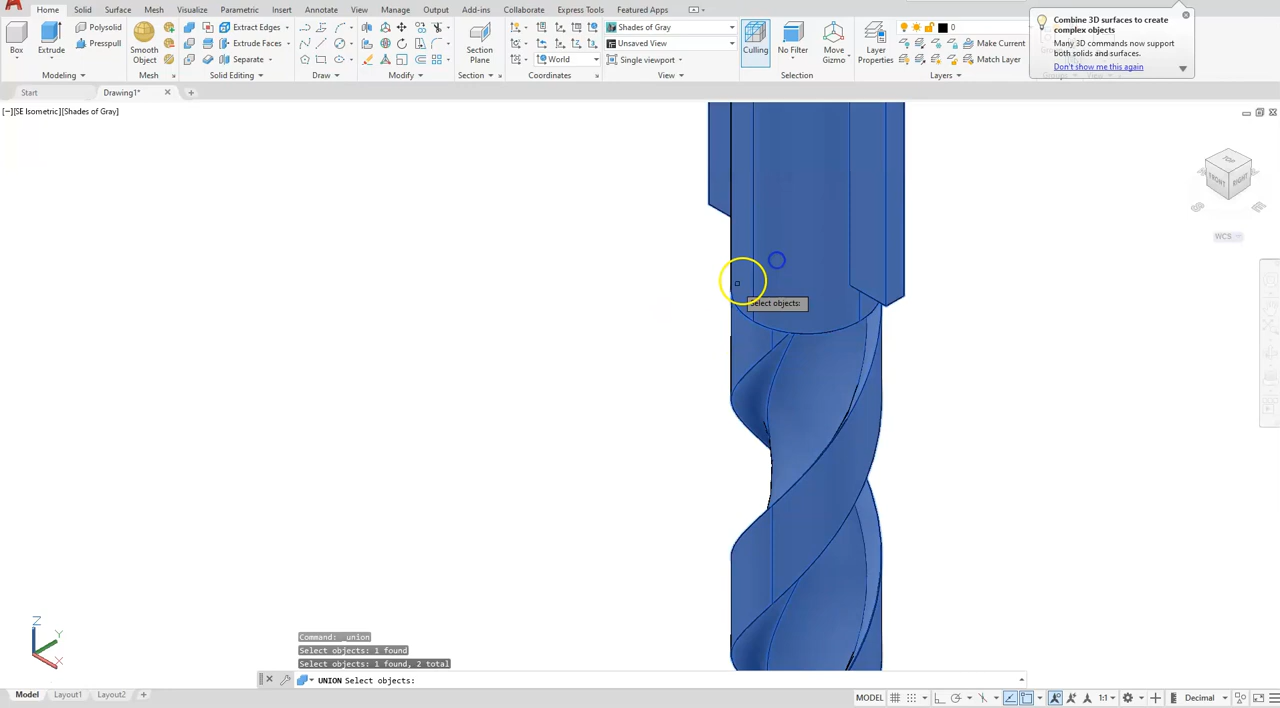 Home Solid Surface Mesh Visualize Parametric Insert Annotate View Manage Output Add-ins Collaborate Express Tools Featured Apps
Box
Extrude
Polysolid
Presspull
Modeling
Smooth
Object
Mesh
Extract Edges
Extrude Faces
Separate
Solid Editing
Draw
Modify
Section
Plane
Section
World
Coordinates
Shades of Gray
Unsaved View
Single viewport
View
Culling
No Filter
Move
Gizmo
Selection
Layer
Properties
0
Make Current
Match Layer
Layers
Combine 3D surfaces to create
complex objects
Many 3D commands now support
both solids and surfaces.
Don't show me this again
Start
Drawing1*
[−][SE Isometric][Shades of Gray]
TOP
FRONT
RIGHT
S
E
WCS
Select objects:
Z
Y
X
Command: _union
Select objects: 1 found
Select objects: 1 found, 2 total
UNION Select objects:
Model Layout1 Layout2
MODEL
1:1
Decimal